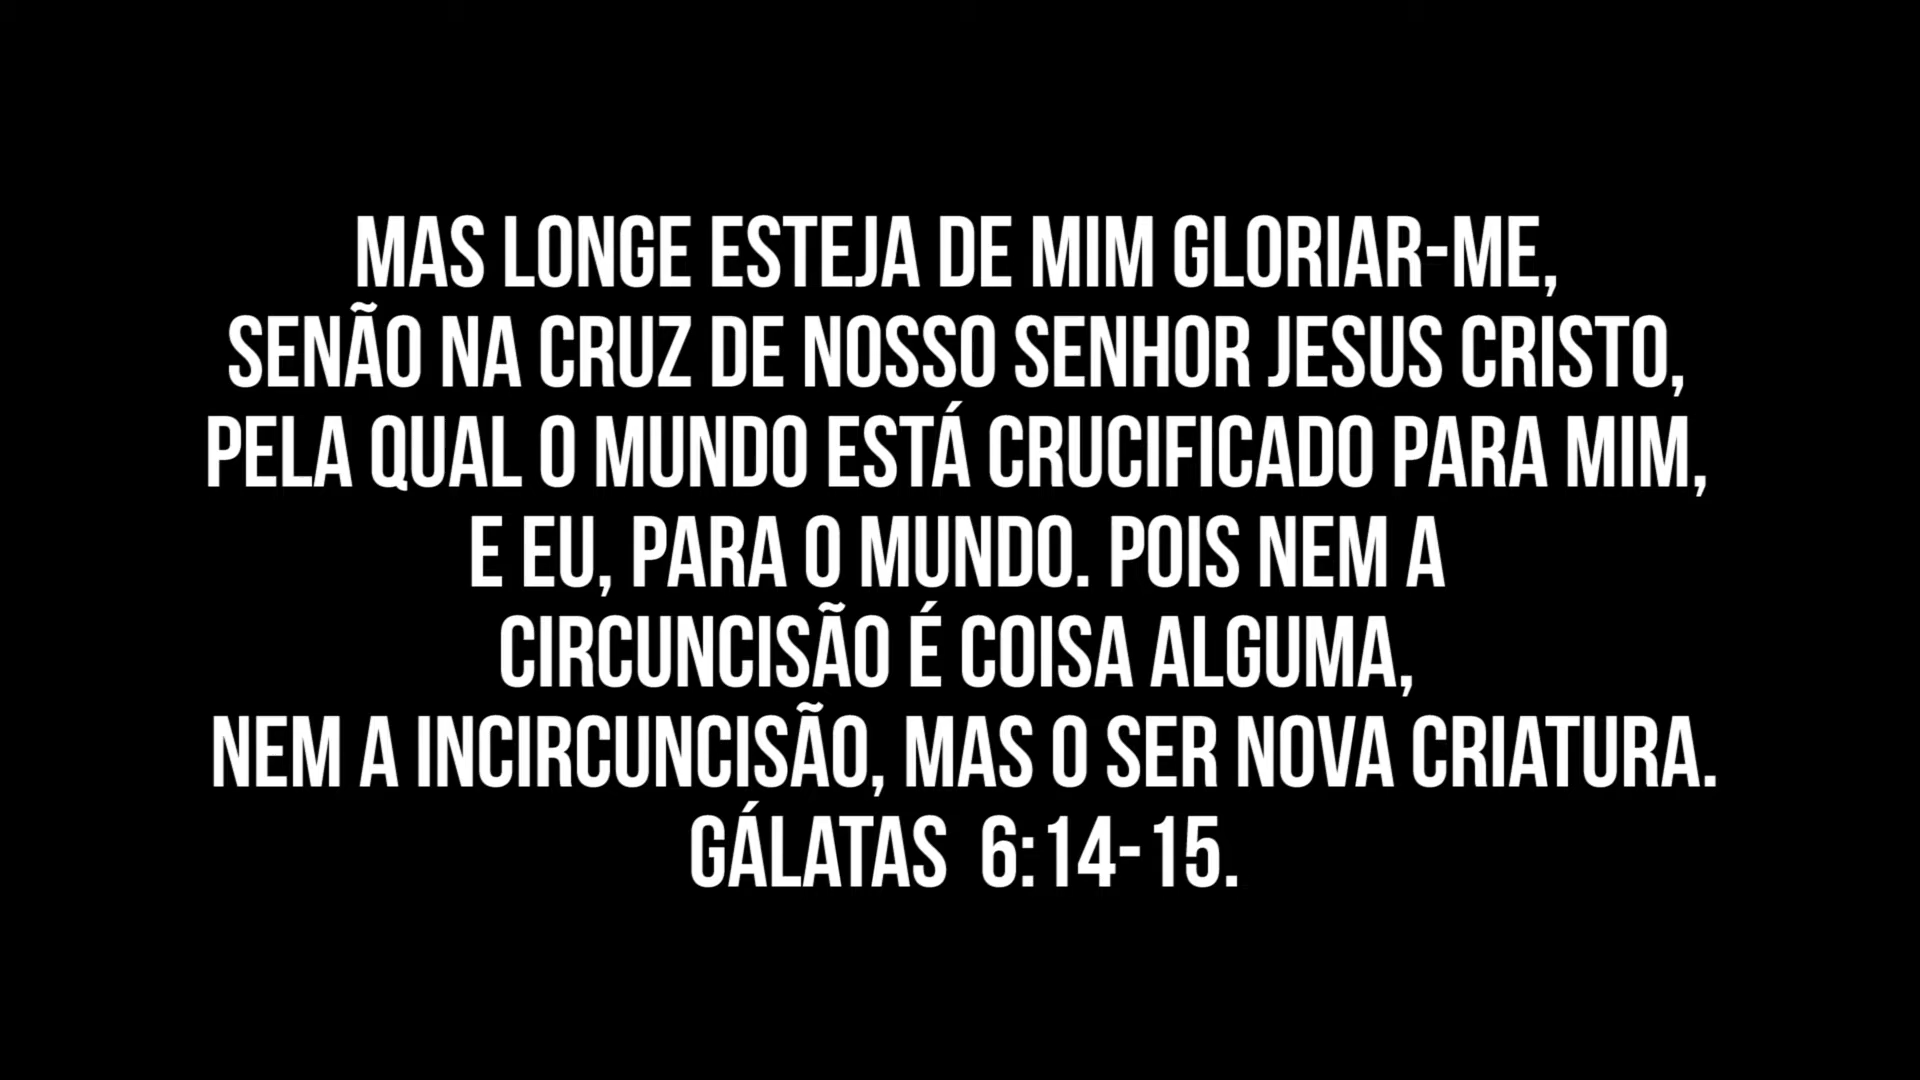 MAS LONGE ESTEJA DE MIM GLORIAR-ME,
SENÃO NA CRUZ DE NOSSO SENHOR JESUS CRISTO,
PELA QUAL O MUNDO ESTÁ CRUCIFICADO PARA MIM,
E EU, PARA O MUNDO. POIS NEM A
CIRCUNCISÃO É COISA ALGUMA,
NEM A INCIRCUNCISÃO, MAS O SER NOVA CRIATURA.
GÁLATAS 6:14-15.